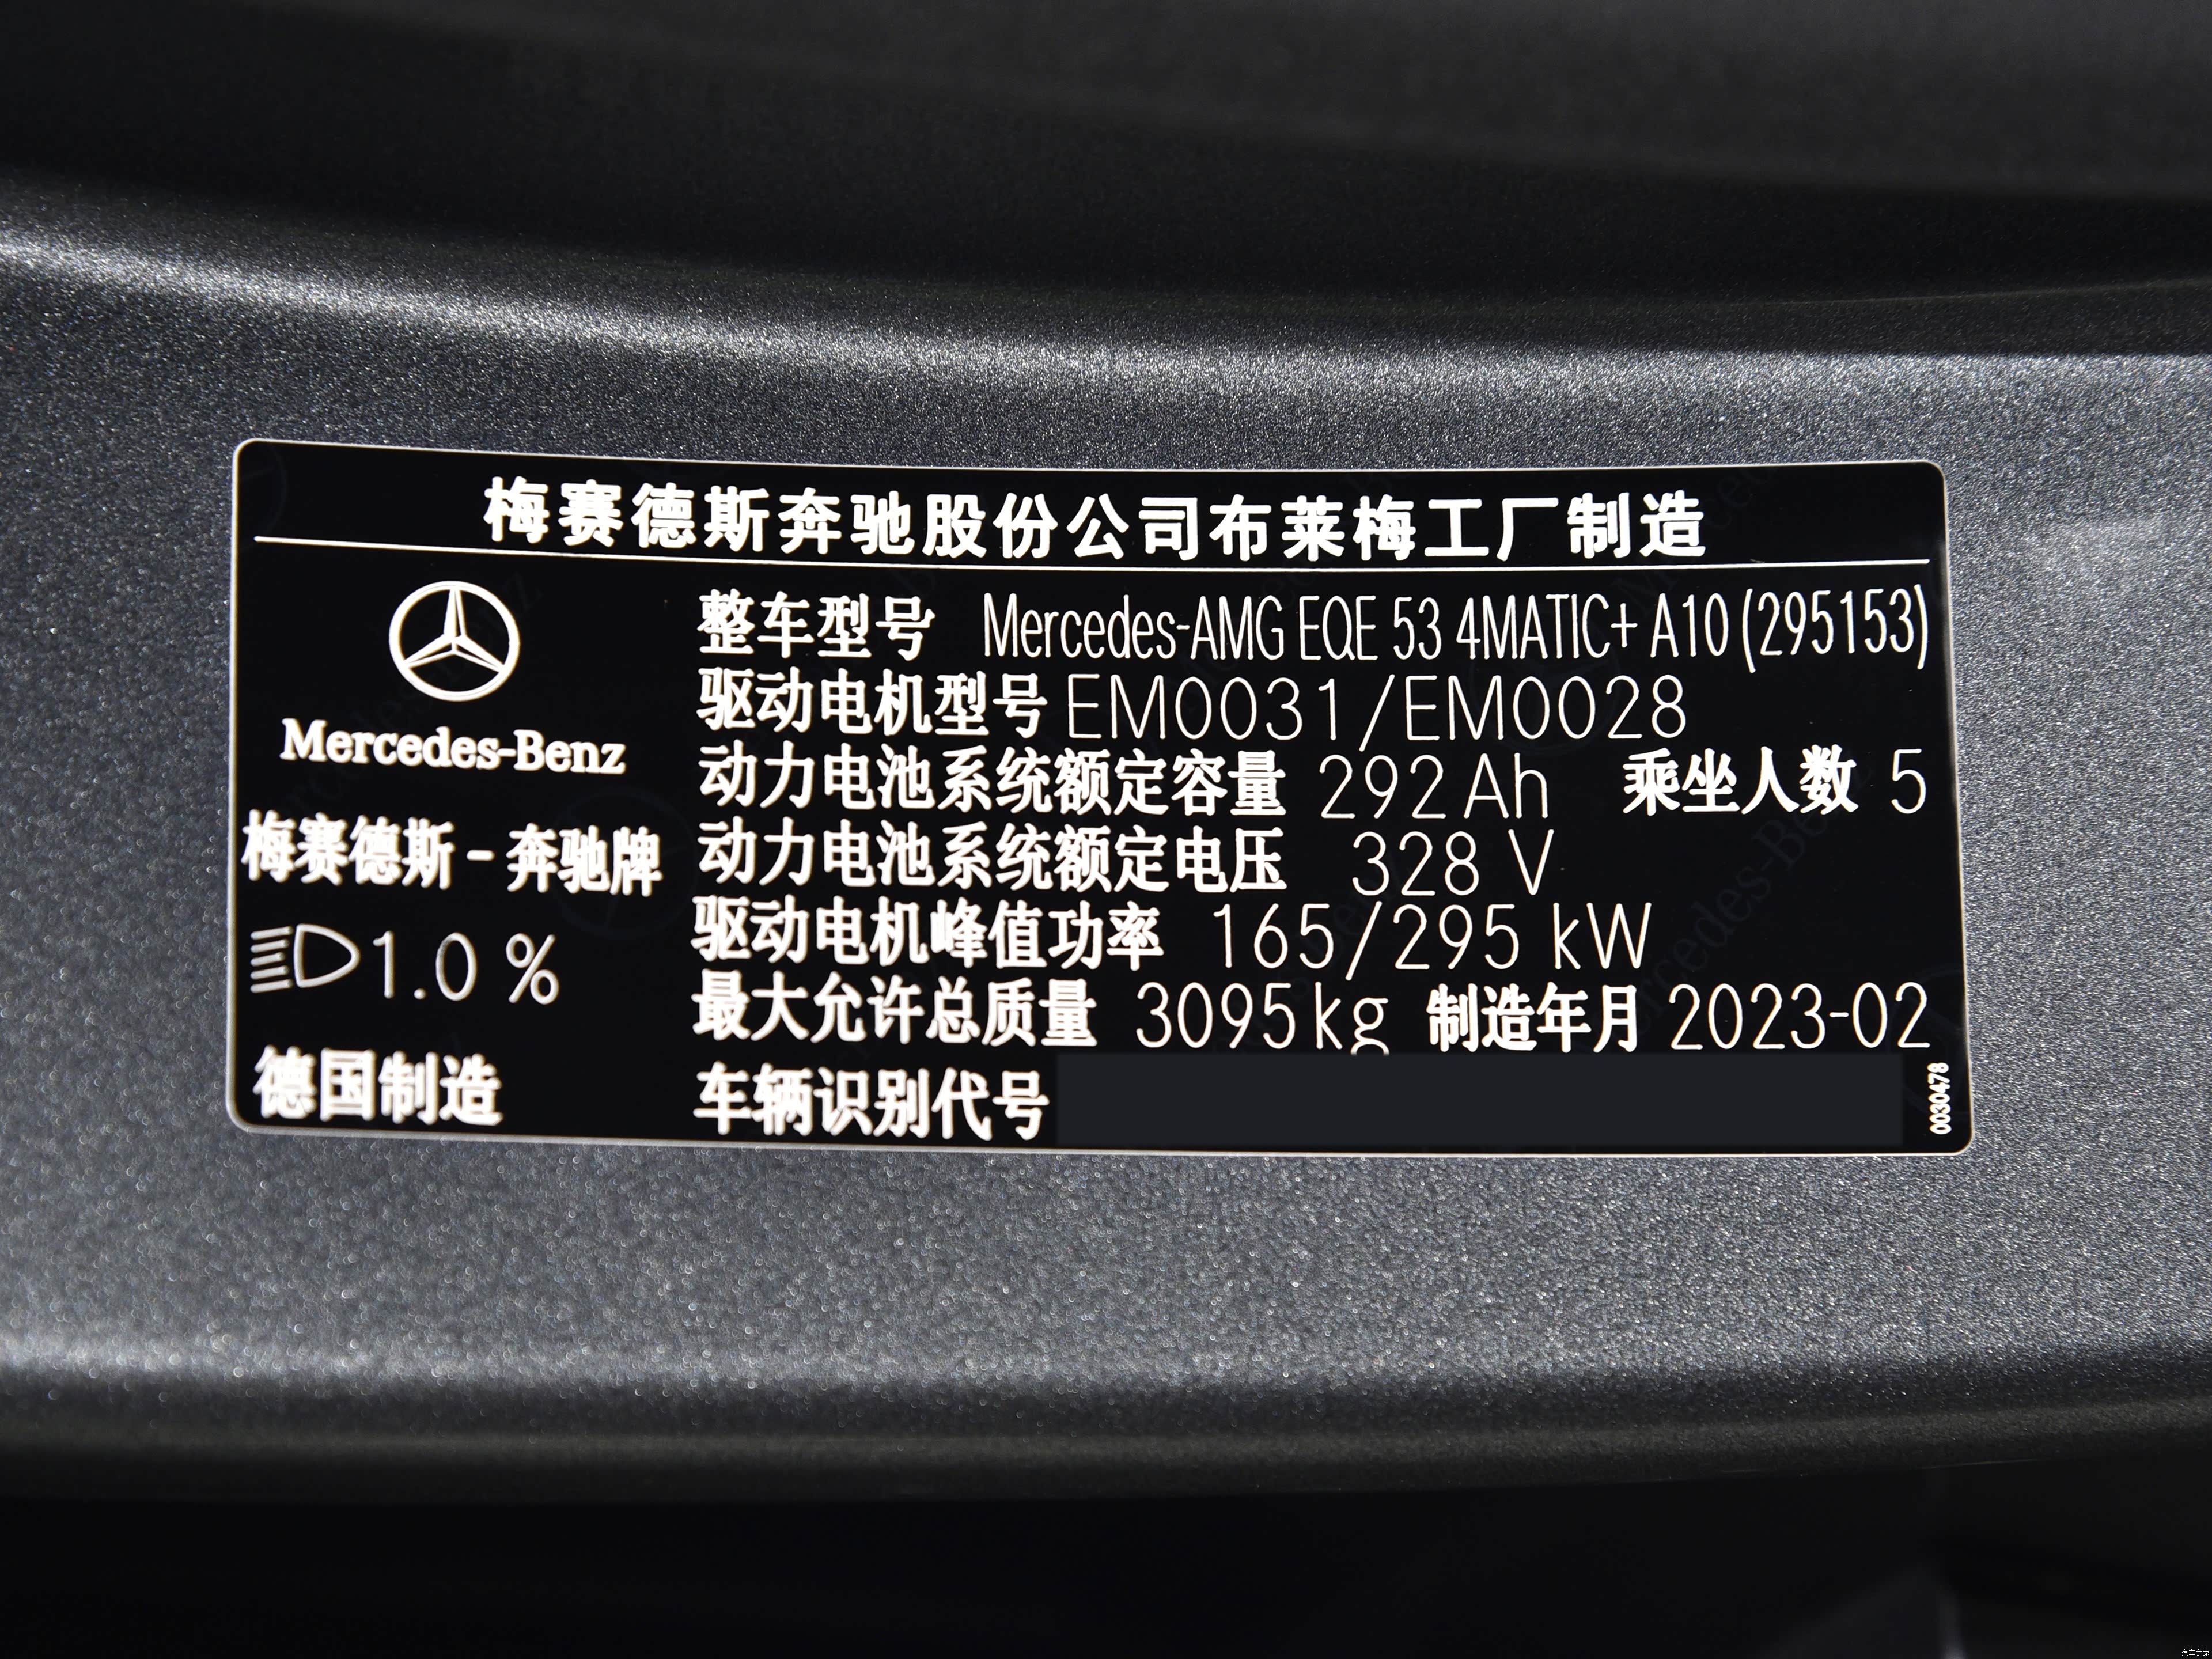 梅赛德斯奔驰股份公司布莱梅工厂制造
Mercedes-Benz
梅赛德斯-奔驰牌
1.0 %
德国制造
整车型号 Mercedes-AMG EQE 53 4MATIC+ A10 (295153)
驱动电机型号 EM0031/EM0028
动力电池系统额定容量 292 Ah 乘坐人数 5
动力电池系统额定电压 328 V
驱动电机峰值功率 165/295 kW
最大允许总质量 3095 kg 制造年月 2023-02
车辆识别代号
0030478
汽车之家